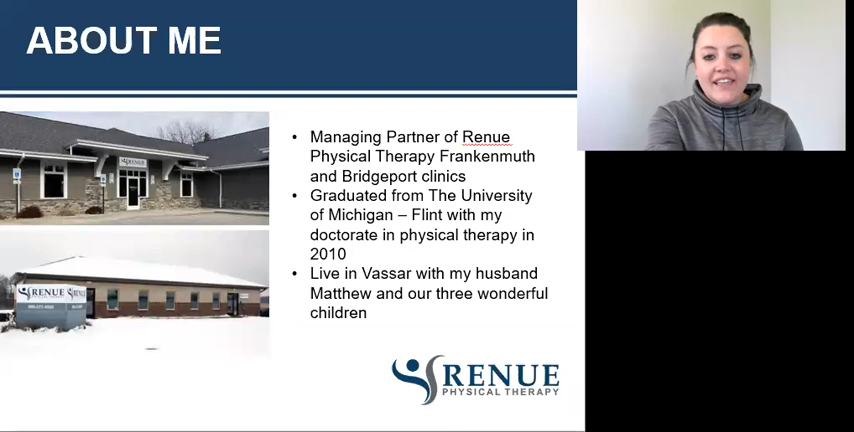 ABOUT ME
• Managing Partner of Renue
Physical Therapy Frankenmuth
and Bridgeport clinics
• Graduated from The University
of Michigan – Flint with my
doctorate in physical therapy in
2010
• Live in Vassar with my husband
Matthew and our three wonderful
children
RENUE
RENUE
RENUE
PHYSICAL THERAPY